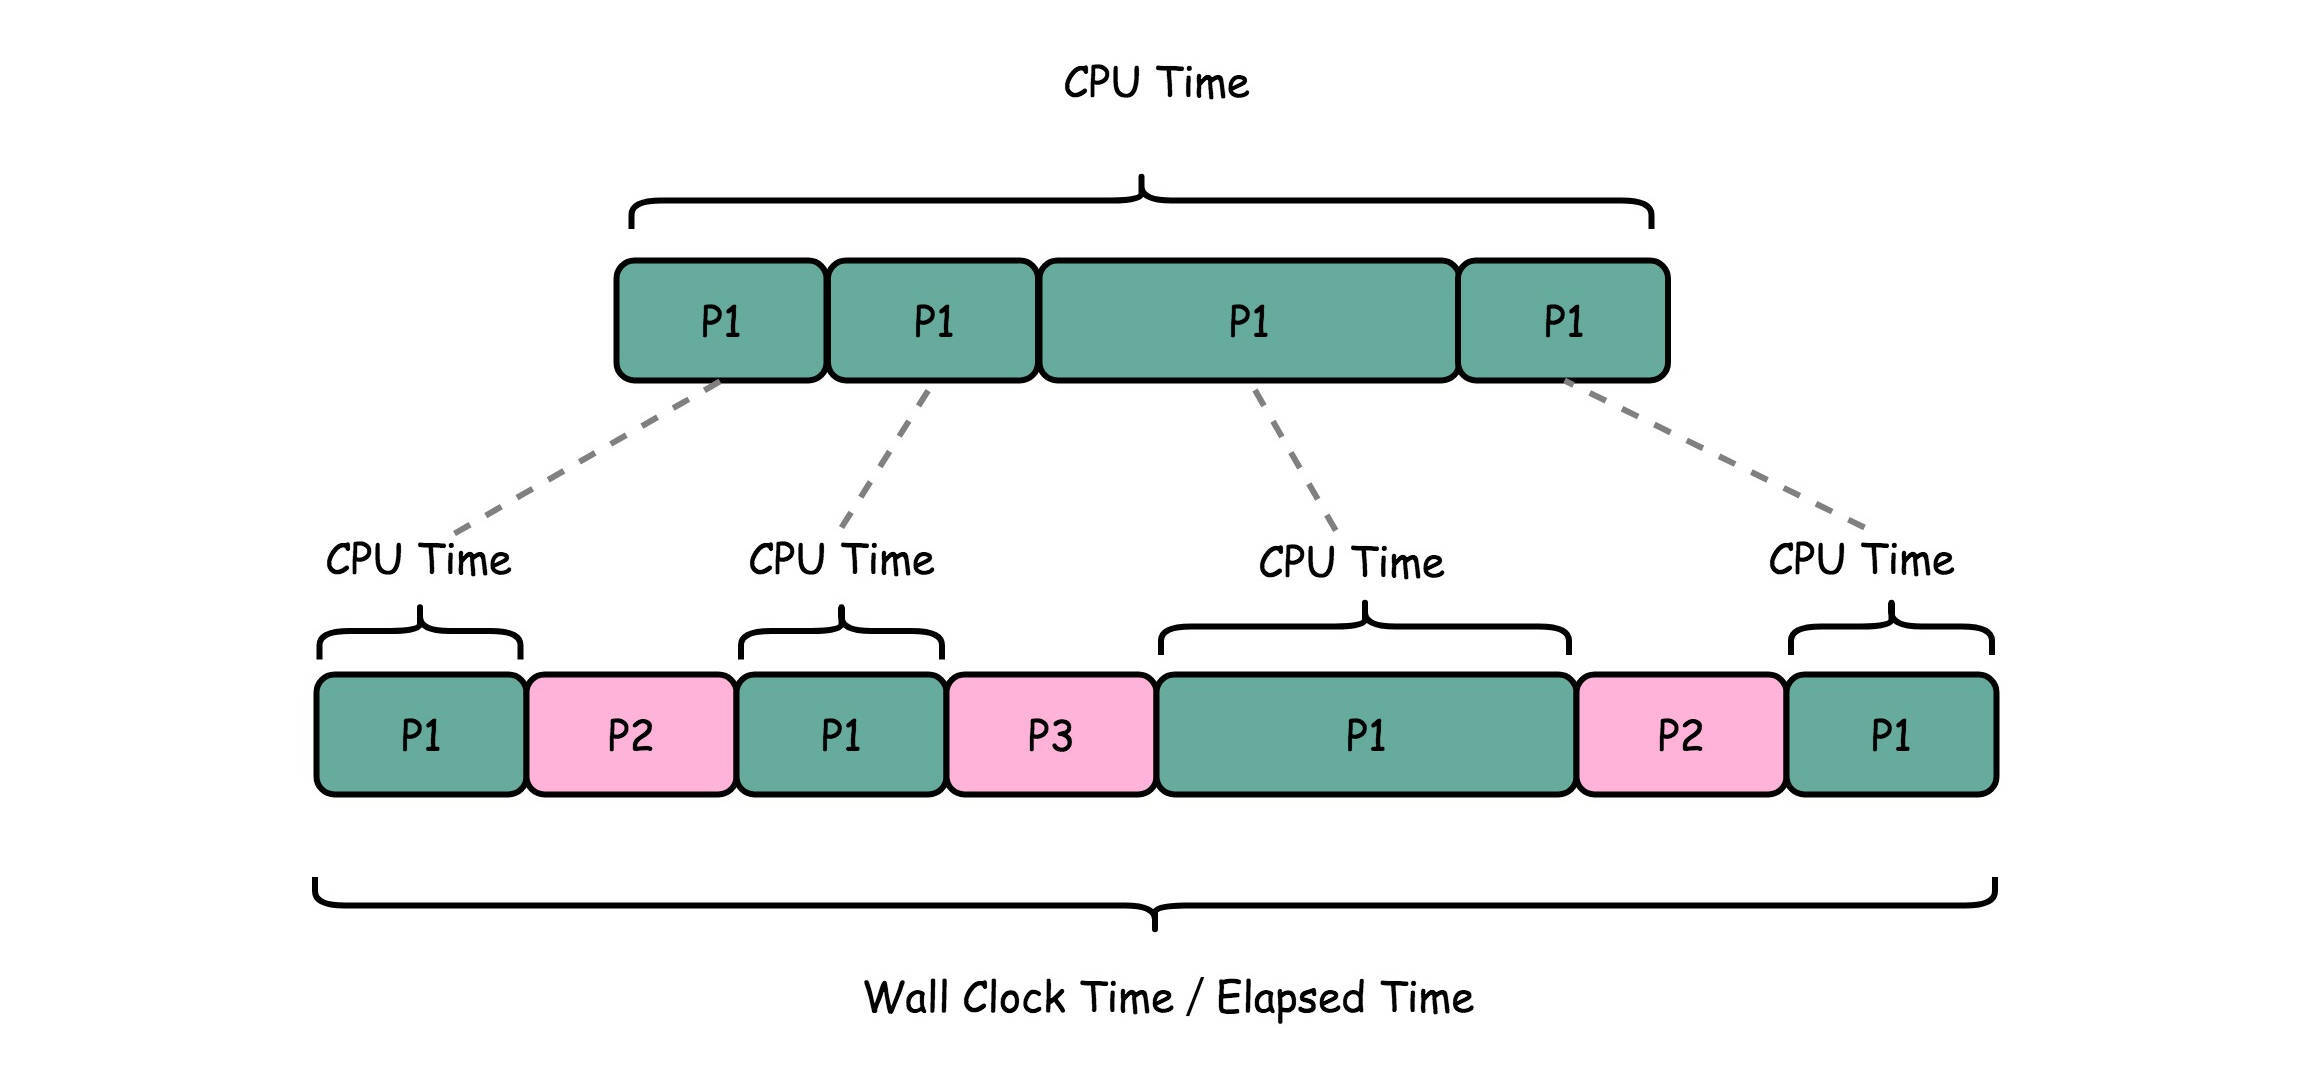 CPU Time
P1 P1 P1 P1
CPU Time CPU Time CPU Time CPU Time
P1 P2 P1 P3 P1 P2 P1
Wall Clock Time / Elapsed Time